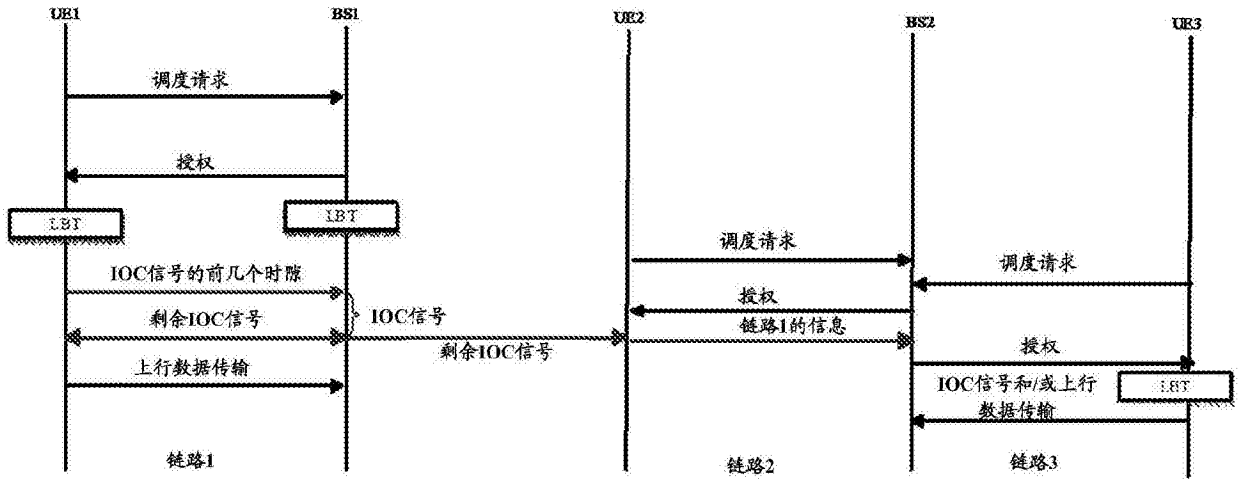 UE1
BS1
UE2
BS2
UE3
调度请求
授权
LBT
LBT
调度请求
调度请求
IOC信号的前几个时隙
授权
剩余IOC信号
IOC信号
链路1的信息
剩余IOC信号
授权
上行数据传输
IOC信号和/或上行
数据传输
LBT
链路1
链路2
链路3